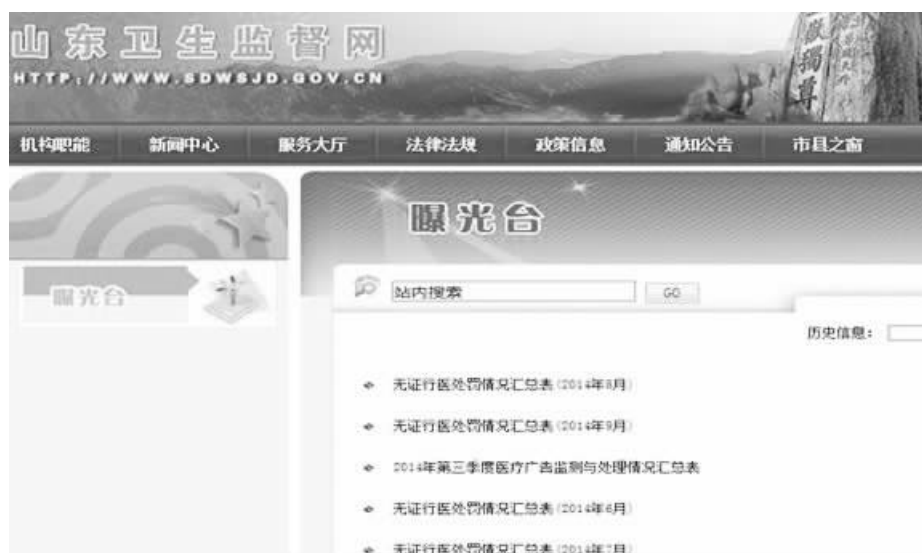 山东卫生监督网
HTTP://WWW.SDWSJD.GOV.CN
机构职能 新闻中心 服务大厅 法律法规 政策信息 通知公告 市县之窗
曝光台
曝光台
站内搜索 GO
历史信息:
无证行医处罚情况汇总表(2014年8月)
无证行医处罚情况汇总表(2014年9月)
2014年第三季度医疗广告监测与处理情况汇总表
无证行医处罚情况汇总表(2014年6月)
无证行医处罚情况汇总表(2014年7月)